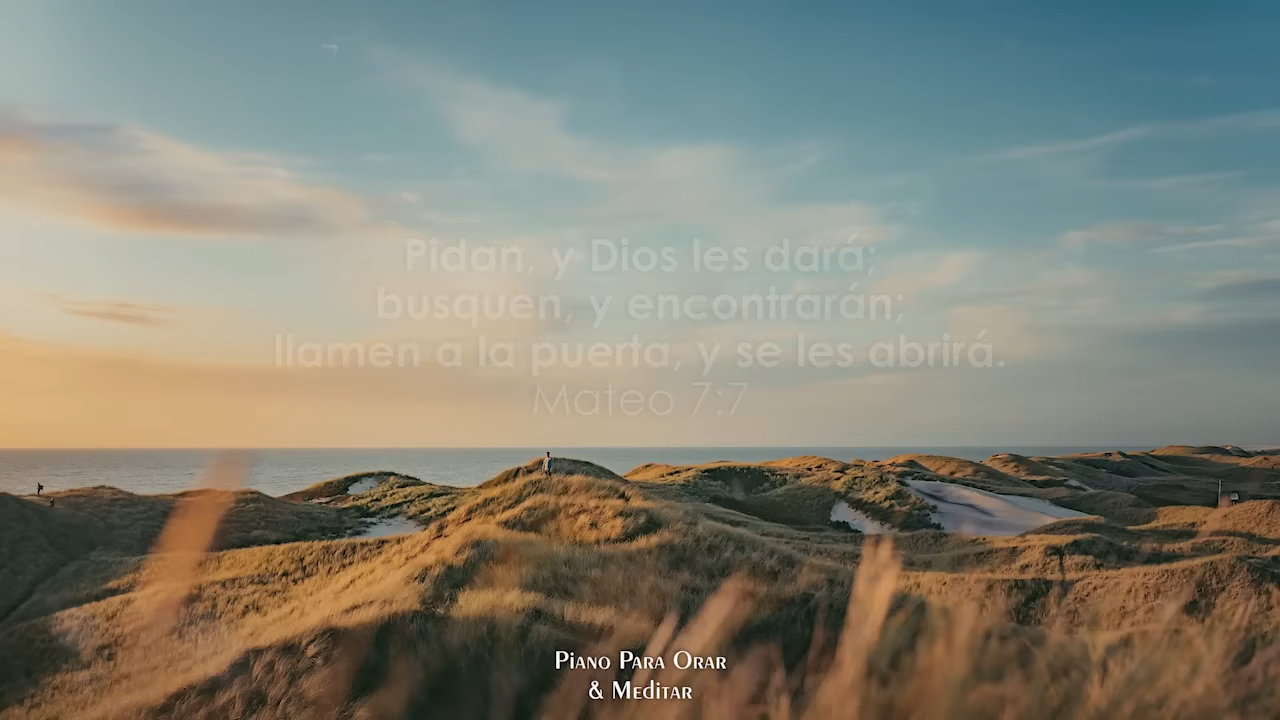 Pidan, y Dios les dará;
busquen, y encontrarán;
llamen a la puerta, y se les abrirá.
Mateo 7:7
Piano Para Orar
& Meditar